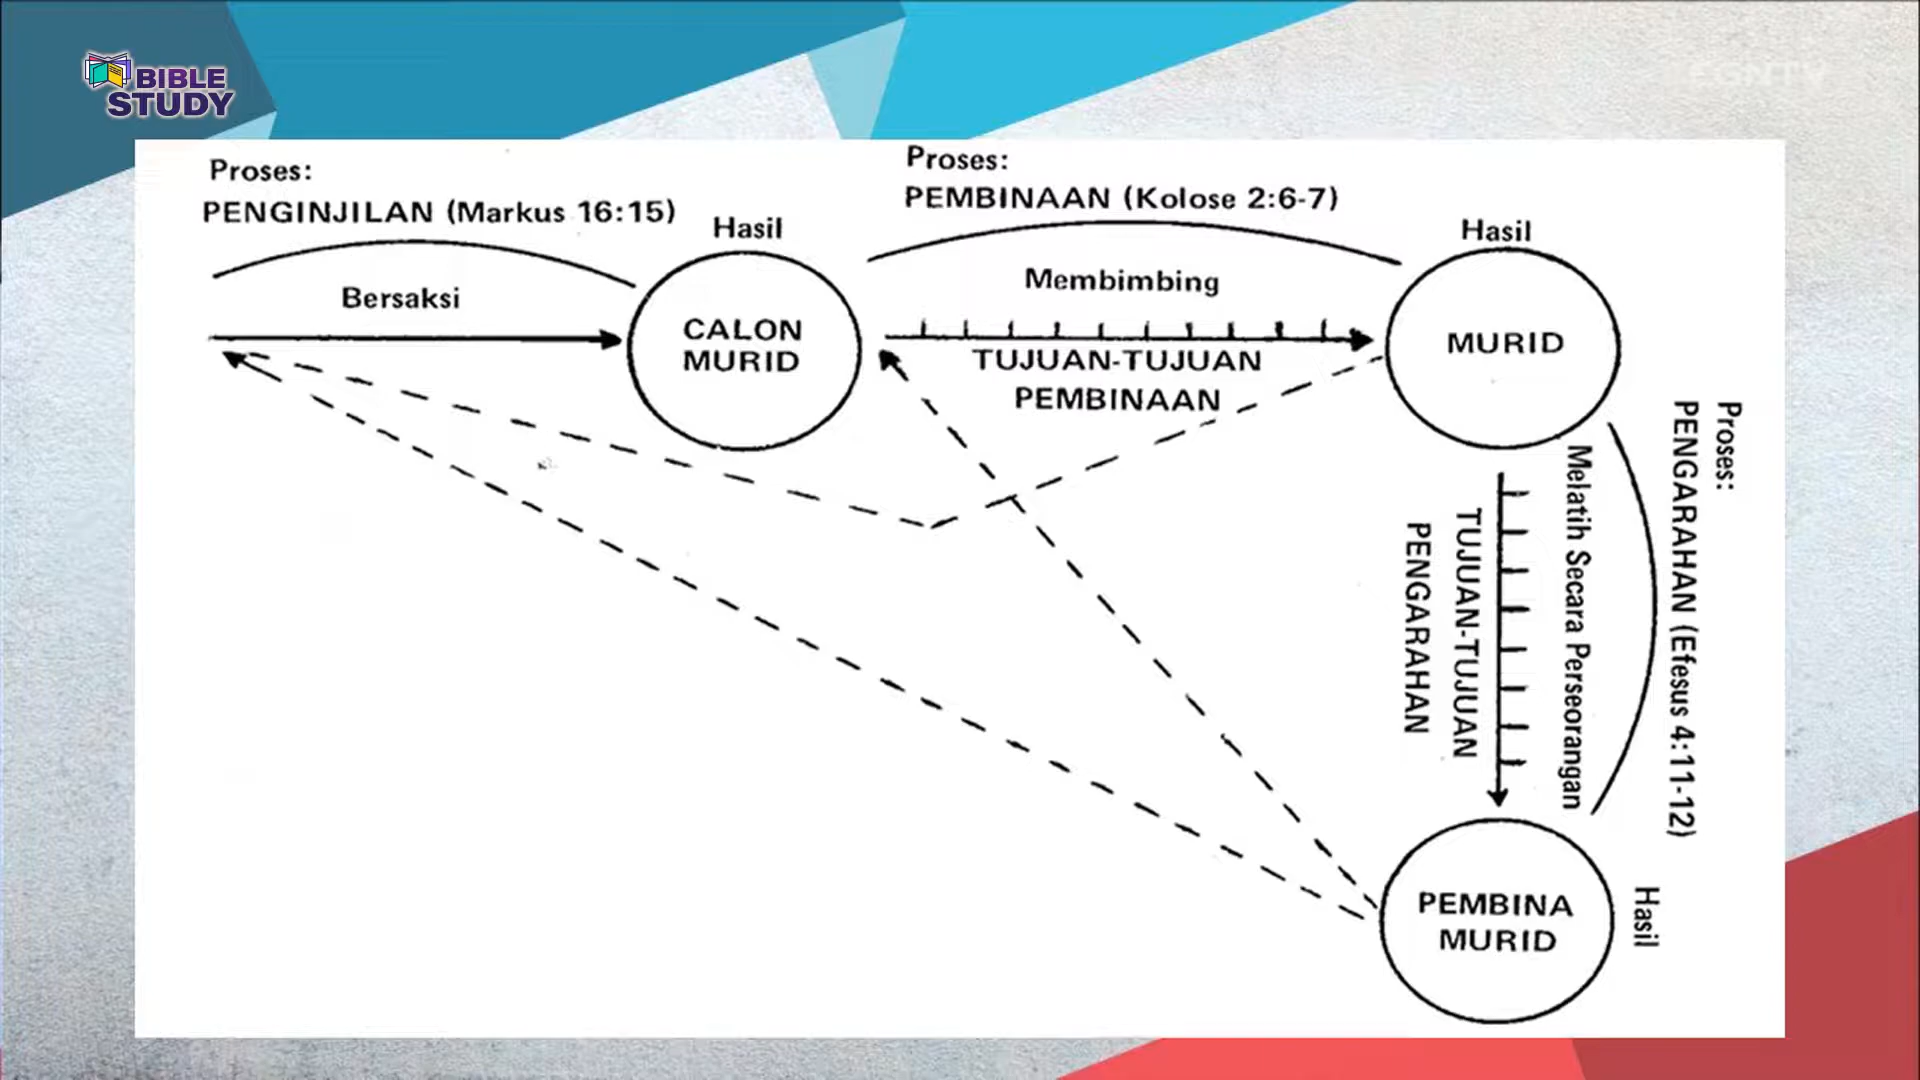 BIBLE
STUDY
CGNTV
Proses:
PENGINJILAN (Markus 16:15)
Hasil
Bersaksi
CALON
MURID
Proses:
PEMBINAAN (Kolose 2:6-7)
Membimbing
TUJUAN-TUJUAN
PEMBINAAN
Hasil
MURID
Proses:
PENGARAHAN (Efesus 4:11-12)
Melatih Secara Perseorangan
TUJUAN-TUJUAN
PENGARAHAN
PEMBINA
MURID
Hasil